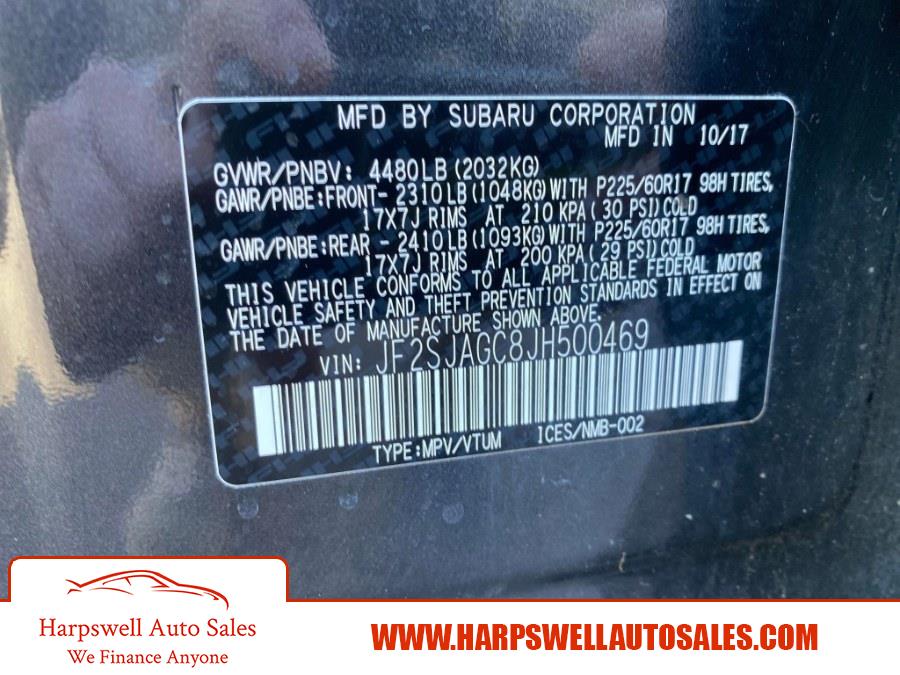 MFD BY SUBARU CORPORATION
MFD IN 10/17
GVWR/PNBV: 4480LB (2032KG)
GAWR/PNBE:FRONT- 2310LB (1048KG) WITH P225/60R17 98H TIRES,
17X7J RIMS AT 210 KPA (30 PSI) COLD
GAWR/PNBE:REAR - 2410LB (1093KG) WITH P225/60R17 98H TIRES,
17X7J RIMS AT 200 KPA (29 PSI) COLD
THIS VEHICLE CONFORMS TO ALL APPLICABLE FEDERAL MOTOR
VEHICLE SAFETY AND THEFT PREVENTION STANDARDS IN EFFECT ON
THE DATE OF MANUFACTURE SHOWN ABOVE.
VIN: JF2SJAGC8JH500469
TYPE:MPV/VTUM ICES/NMB-002
Harpswell Auto Sales
We Finance Anyone
WWW.HARPSWELLAUTOSALES.COM